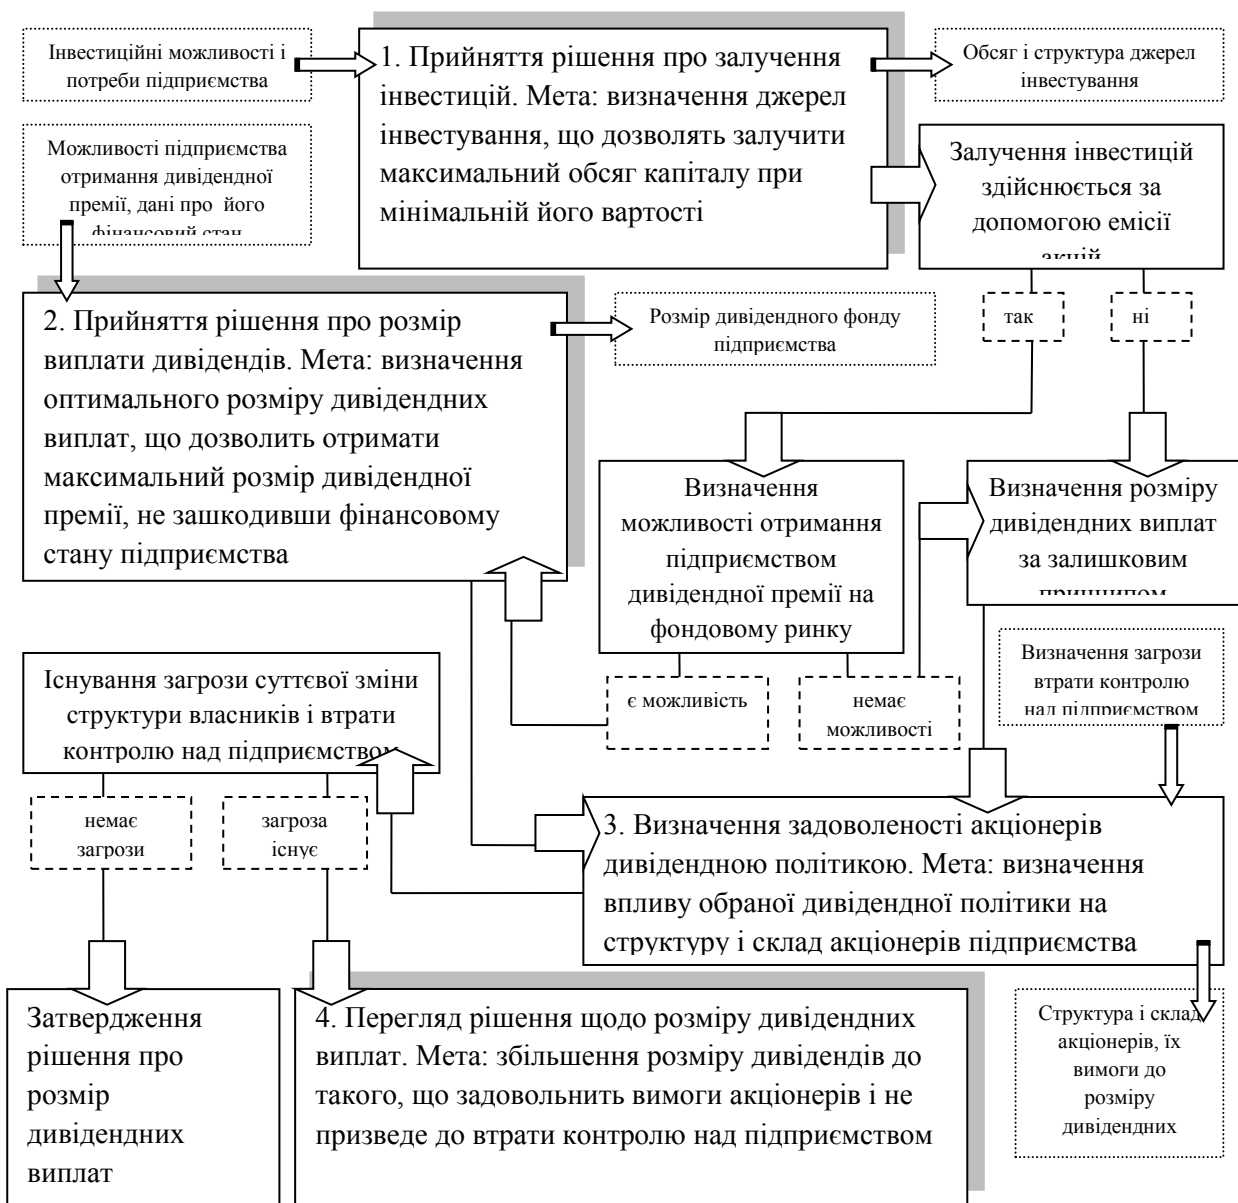 Інвестиційні можливості і
потреби підприємства
1. Прийняття рішення про залучення
інвестицій. Мета: визначення джерел
інвестування, що дозволять залучити
максимальний обсяг капіталу при
мінімальній його вартості
Обсяг і структура джерел
інвестування
Можливості підприємства
отримання дивідендної
премії, дані про його
фінансовий стан
Залучення інвестицій
здійснюється за
допомогою емісії
акцій
так
ні
2. Прийняття рішення про розмір
виплати дивідендів. Мета: визначення
оптимального розміру дивідендних
виплат, що дозволить отримати
максимальний розмір дивідендної
премії, не зашкодивши фінансовому
стану підприємства
Розмір дивідендного фонду
підприємства
Визначення
можливості отримання
підприємством
дивідендної премії на
фондовому ринку
Визначення розміру
дивідендних виплат
за залишковим
принципом
є можливість
немає
можливості
Визначення загрози
втрати контролю
над підприємством
Існування загрози суттєвої зміни
структури власників і втрати
контролю над підприємством
немає
загрози
загроза
існує
3. Визначення задоволеності акціонерів
дивідендною політикою. Мета: визначення
впливу обраної дивідендної політики на
структуру і склад акціонерів підприємства
Затвердження
рішення про
розмір
дивідендних
виплат
4. Перегляд рішення щодо розміру дивідендних
виплат. Мета: збільшення розміру дивідендів до
такого, що задовольнить вимоги акціонерів і не
призведе до втрати контролю над підприємством
Структура і склад
акціонерів, їх
вимоги до
розміру
дивідендних